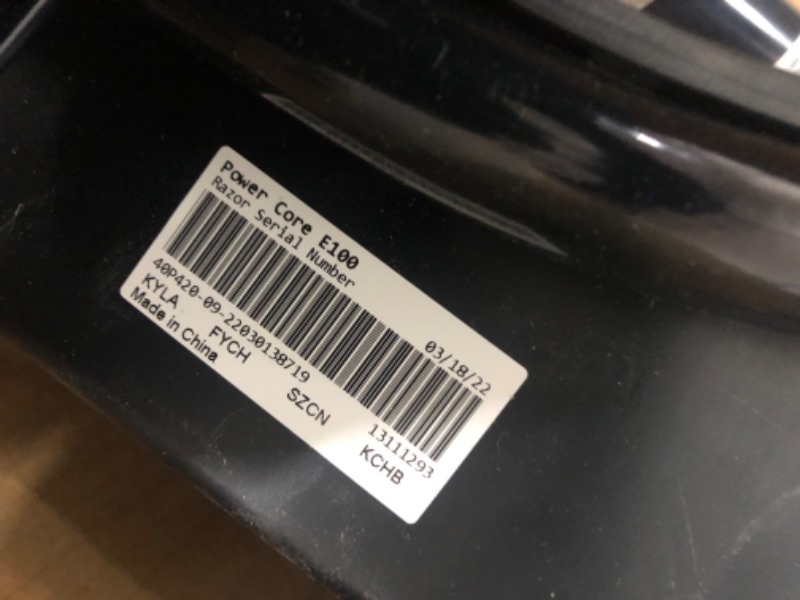 Power Core E100
Razor Serial Number
03/18/22
40P420-09-22030138719
13111293
KYLA FYCH SZCN KCHB
Made in China